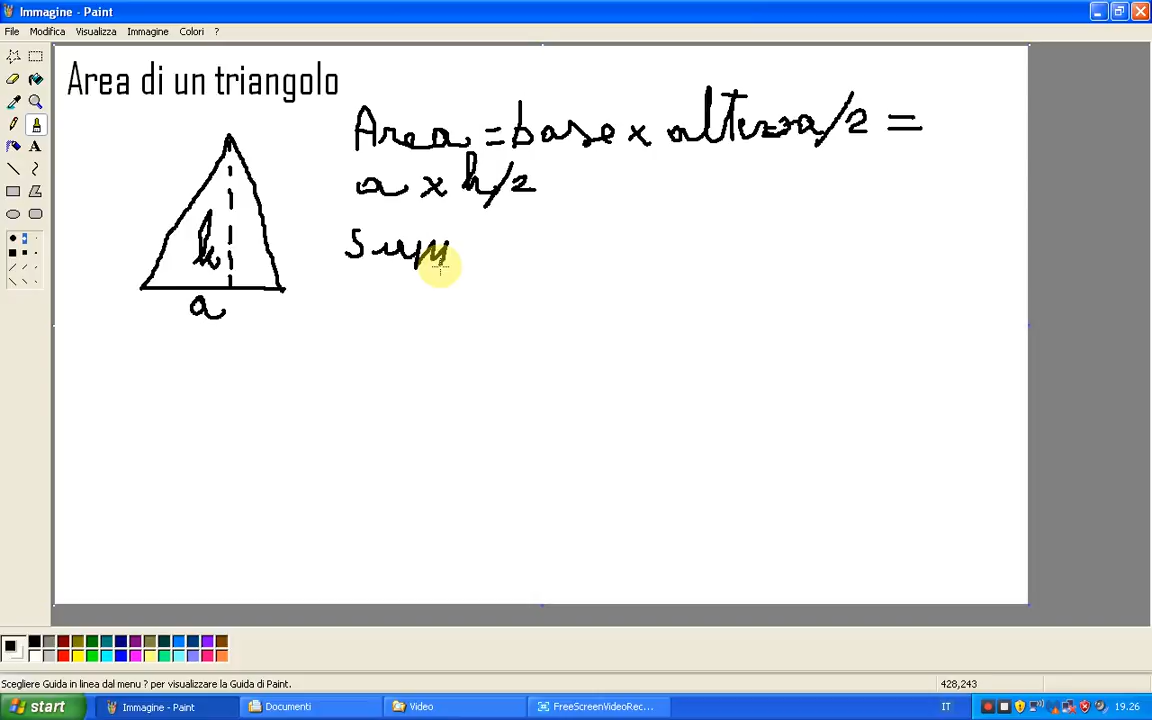 Immagine - Paint
File Modifica Visualizza Immagine Colori ?
Area di un triangolo
Area = base x altezza/2 =
a x h/2
h
a
Supp
Scegliere Guida in linea dal menu ? per visualizzare la Guida di Paint.
428,243
start
Immagine - Paint
Documenti
Video
FreeScreenVideoRec...
IT
19.26